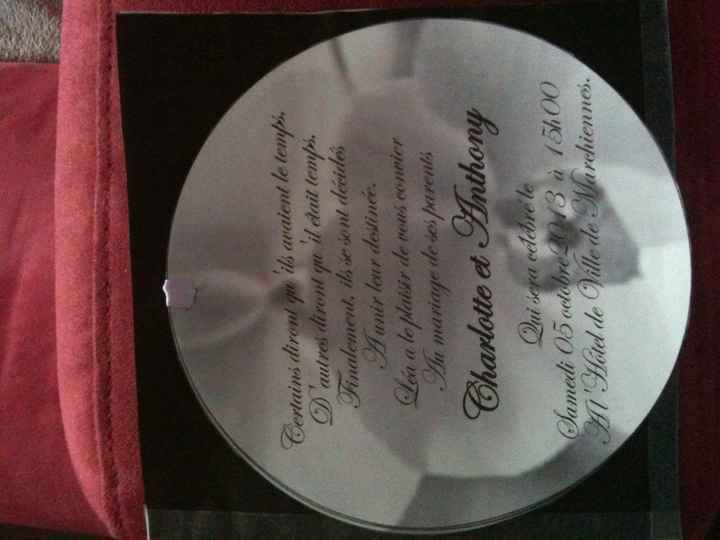 Certains diront qu'ils avaient le temps,
D'autres diront qu'il était temps,
Finalement, ils se sont décidés
A unir leur destinée.
Léa a le plaisir de vous convier
Au mariage de ses parents
Charlotte et Anthony
Qui sera célébré le
Samedi 05 octobre 2013 à 15h00
A l'Hôtel de Ville de Marchiennes.